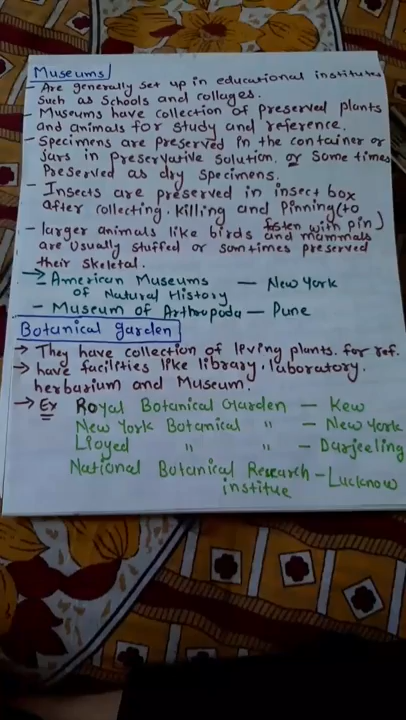 Museums
- Are generally set up in educational institutes
such as schools and collages.
- Museums have collection of preserved plants
and animals for study and reference.
- Specimens are preserved in the container or
Jars in preservative solution. or Some times
Preserved as dry specimens.
- Insects are preserved in insect box
after collecting. Killing and pinning (to
fasten with pin)
- larger animals like birds and mammals
are usually stuffed or somtimes preserved
their skeletal.
→ - American Museums — New York
of Natural History
- Museum of Arthropoda — Pune
Botanical garden
→ They have collection of living plants. for ref.
→ have facilities like library, laboratory,
herbarium and Museum.
→ Ex Royal Botanical Garden — Kew
New York Botanical " — New York
Lioyed " " — Darjeeling
National Botanical Research — Lucknow
institue